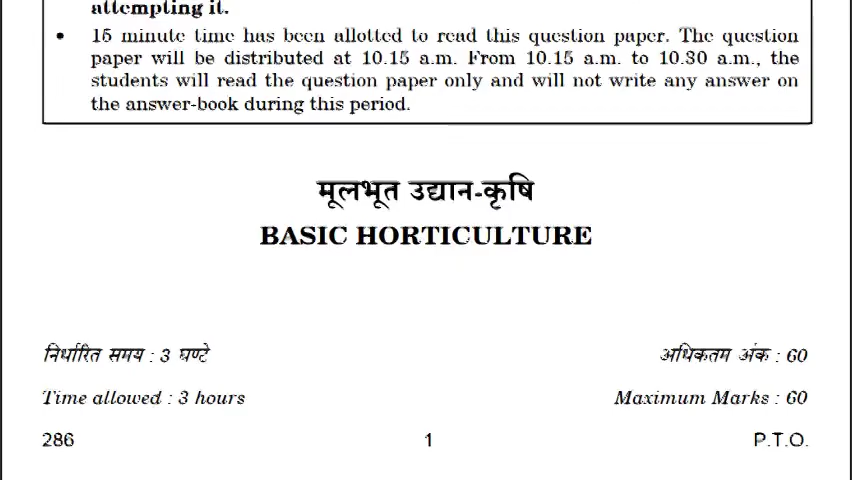 attempting it.
• 15 minute time has been allotted to read this question paper. The question
paper will be distributed at 10.15 a.m. From 10.15 a.m. to 10.30 a.m., the
students will read the question paper only and will not write any answer on
the answer-book during this period.
मूलभूत उद्यान-कृषि
BASIC HORTICULTURE
निर्धारित समय : 3 घण्टे अधिकतम अंक : 60
Time allowed : 3 hours Maximum Marks : 60
286 1 P.T.O.